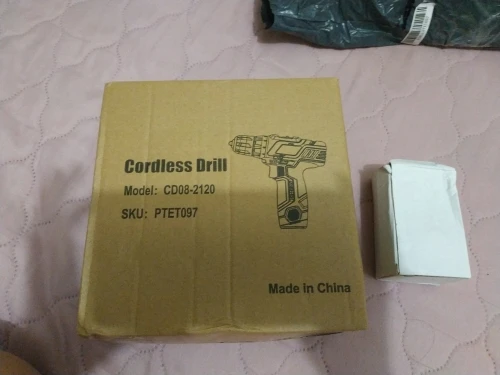 Cordless Drill
Model: CD08-2120
SKU: PTET097
Made in China